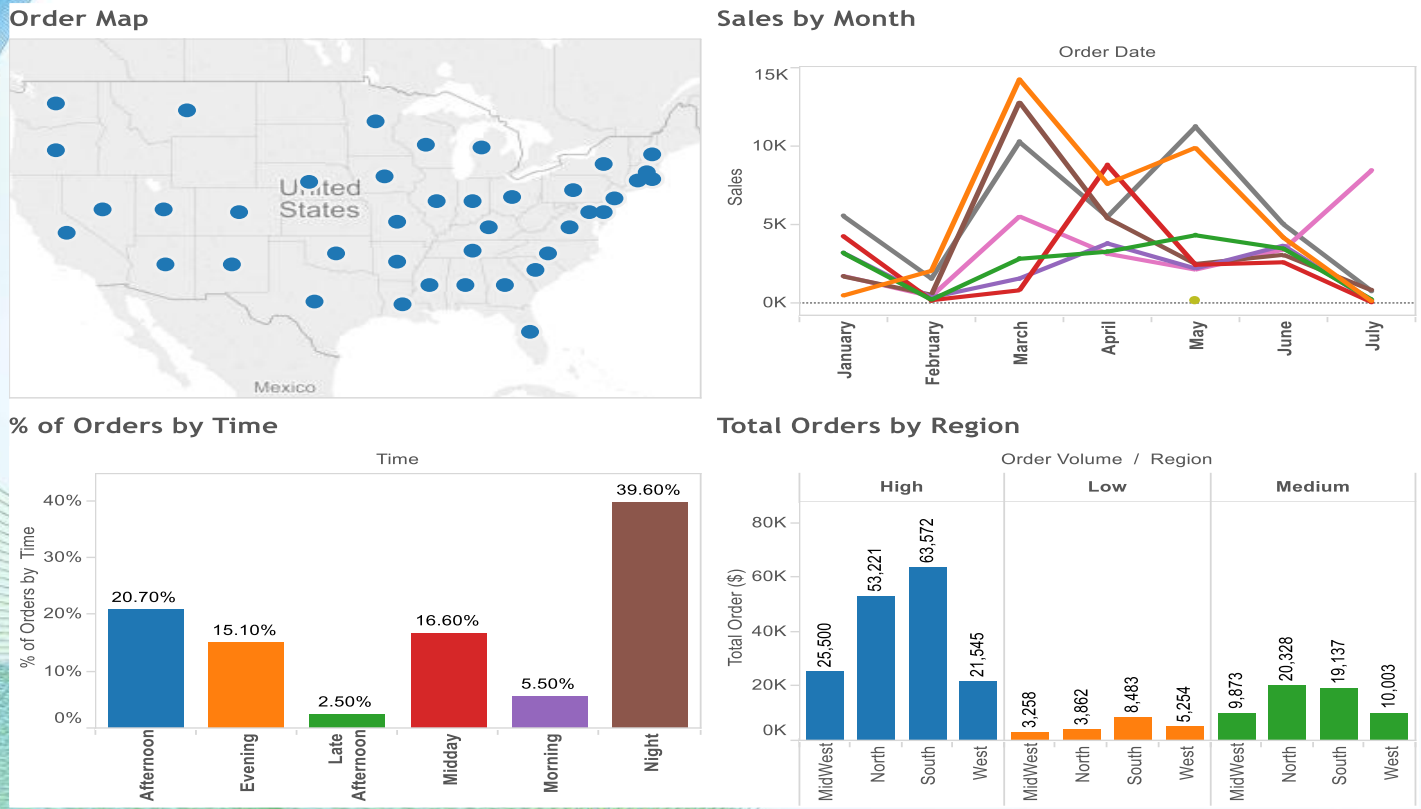 Order Map
United
States
Mexico
Sales by Month
Order Date
Sales
15K
10K
5K
0K
January
February
March
April
May
June
July
% of Orders by Time
Time
% of Orders by Time
40%
30%
20%
10%
0%
20.70%
15.10%
2.50%
16.60%
5.50%
39.60%
Afternoon
Evening
Late
Afternoon
Midday
Morning
Night
Total Orders by Region
Order Volume / Region
High
Low
Medium
Total Order ($)
80K
60K
40K
20K
0K
25,500
53,221
63,572
21,545
3,258
3,862
8,483
5,254
9,873
20,328
19,137
10,003
MidWest
North
South
West
MidWest
North
South
West
MidWest
North
South
West